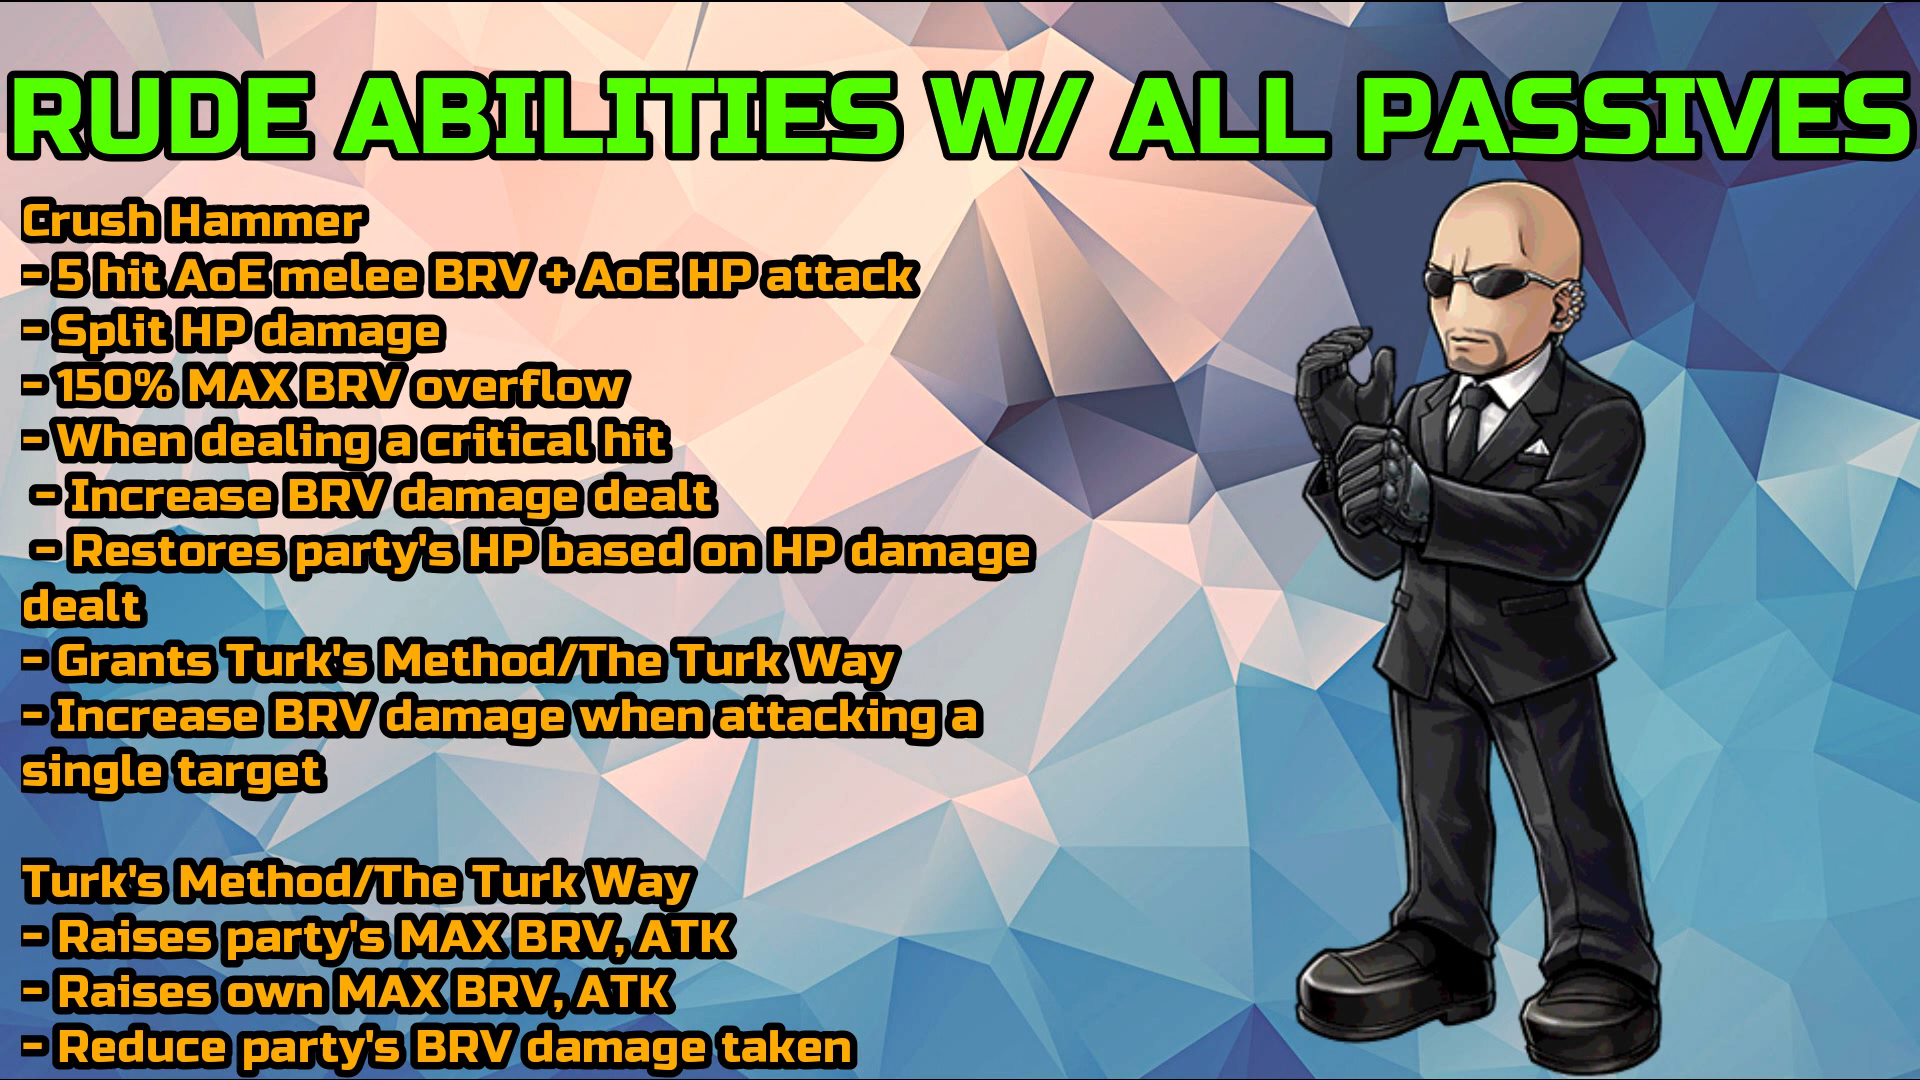 RUDE ABILITIES W/ ALL PASSIVES
Crush Hammer
- 5 hit AoE melee BRV + AoE HP attack
- Split HP damage
- 150% MAX BRV overflow
- When dealing a critical hit
- Increase BRV damage dealt
- Restores party's HP based on HP damage
dealt
- Grants Turk's Method/The Turk Way
- Increase BRV damage when attacking a
single target
Turk's Method/The Turk Way
- Raises party's MAX BRV, ATK
- Raises own MAX BRV, ATK
- Reduce party's BRV damage taken